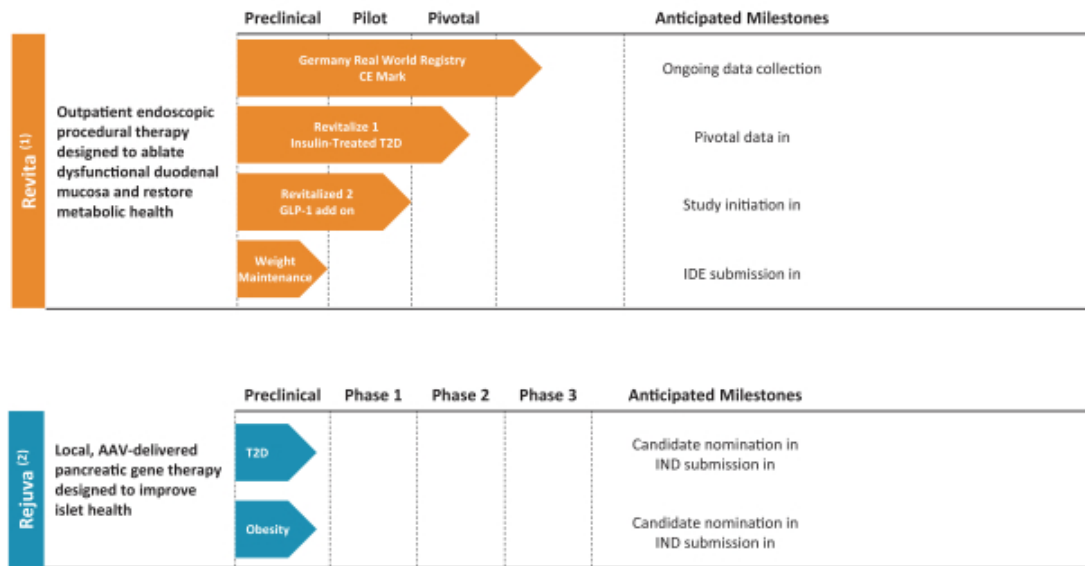 Preclinical Pilot Pivotal Anticipated Milestones
Revita (1)
Outpatient endoscopic
procedural therapy
designed to ablate
dysfunctional duodenal
mucosa and restore
metabolic health
Germany Real World Registry
CE Mark
Ongoing data collection
Revitalize 1
Insulin-Treated T2D
Pivotal data in
Revitalized 2
GLP-1 add on
Study initiation in
Weight
Maintenance
IDE submission in
Preclinical Phase 1 Phase 2 Phase 3 Anticipated Milestones
Rejuva (2)
Local, AAV-delivered
pancreatic gene therapy
designed to improve
islet health
T2D
Candidate nomination in
IND submission in
Obesity
Candidate nomination in
IND submission in